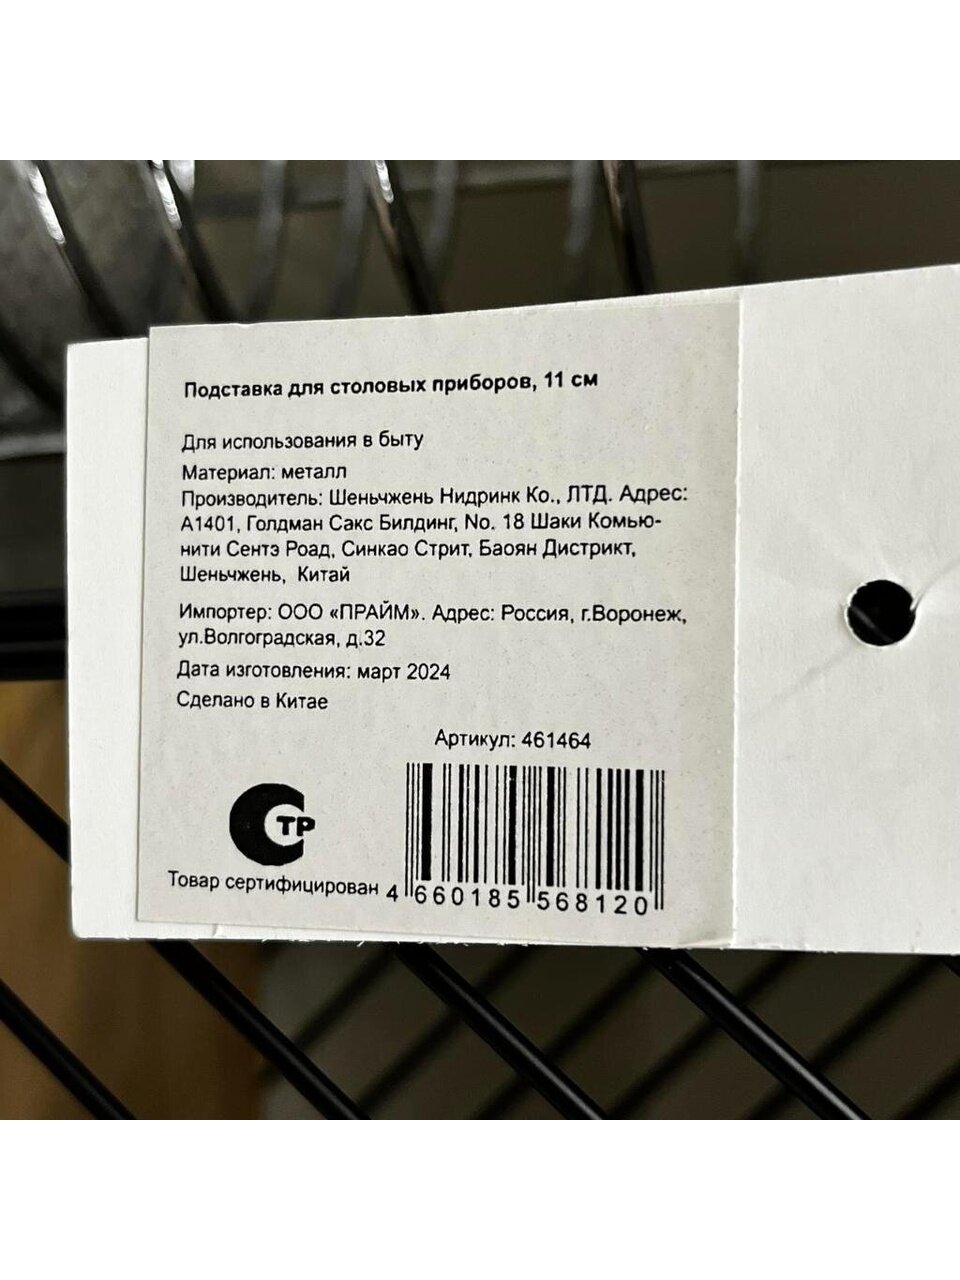 Подставка для столовых приборов, 11 см
Для использования в быту
Материал: металл
Производитель: Шеньчжень Нидринк Ко., ЛТД. Адрес:
А1401, Голдман Сакс Билдинг, No. 18 Шаки Комью-
нити Сентэ Роад, Синкао Стрит, Баоян Дистрикт,
Шеньчжень, Китай
Импортер: ООО «ПРАЙМ». Адрес: Россия, г.Воронеж,
ул.Волгоградская, д.32
Дата изготовления: март 2024
Сделано в Китае
Артикул: 461464
СТР
Товар сертифицирован
4 660185 568120